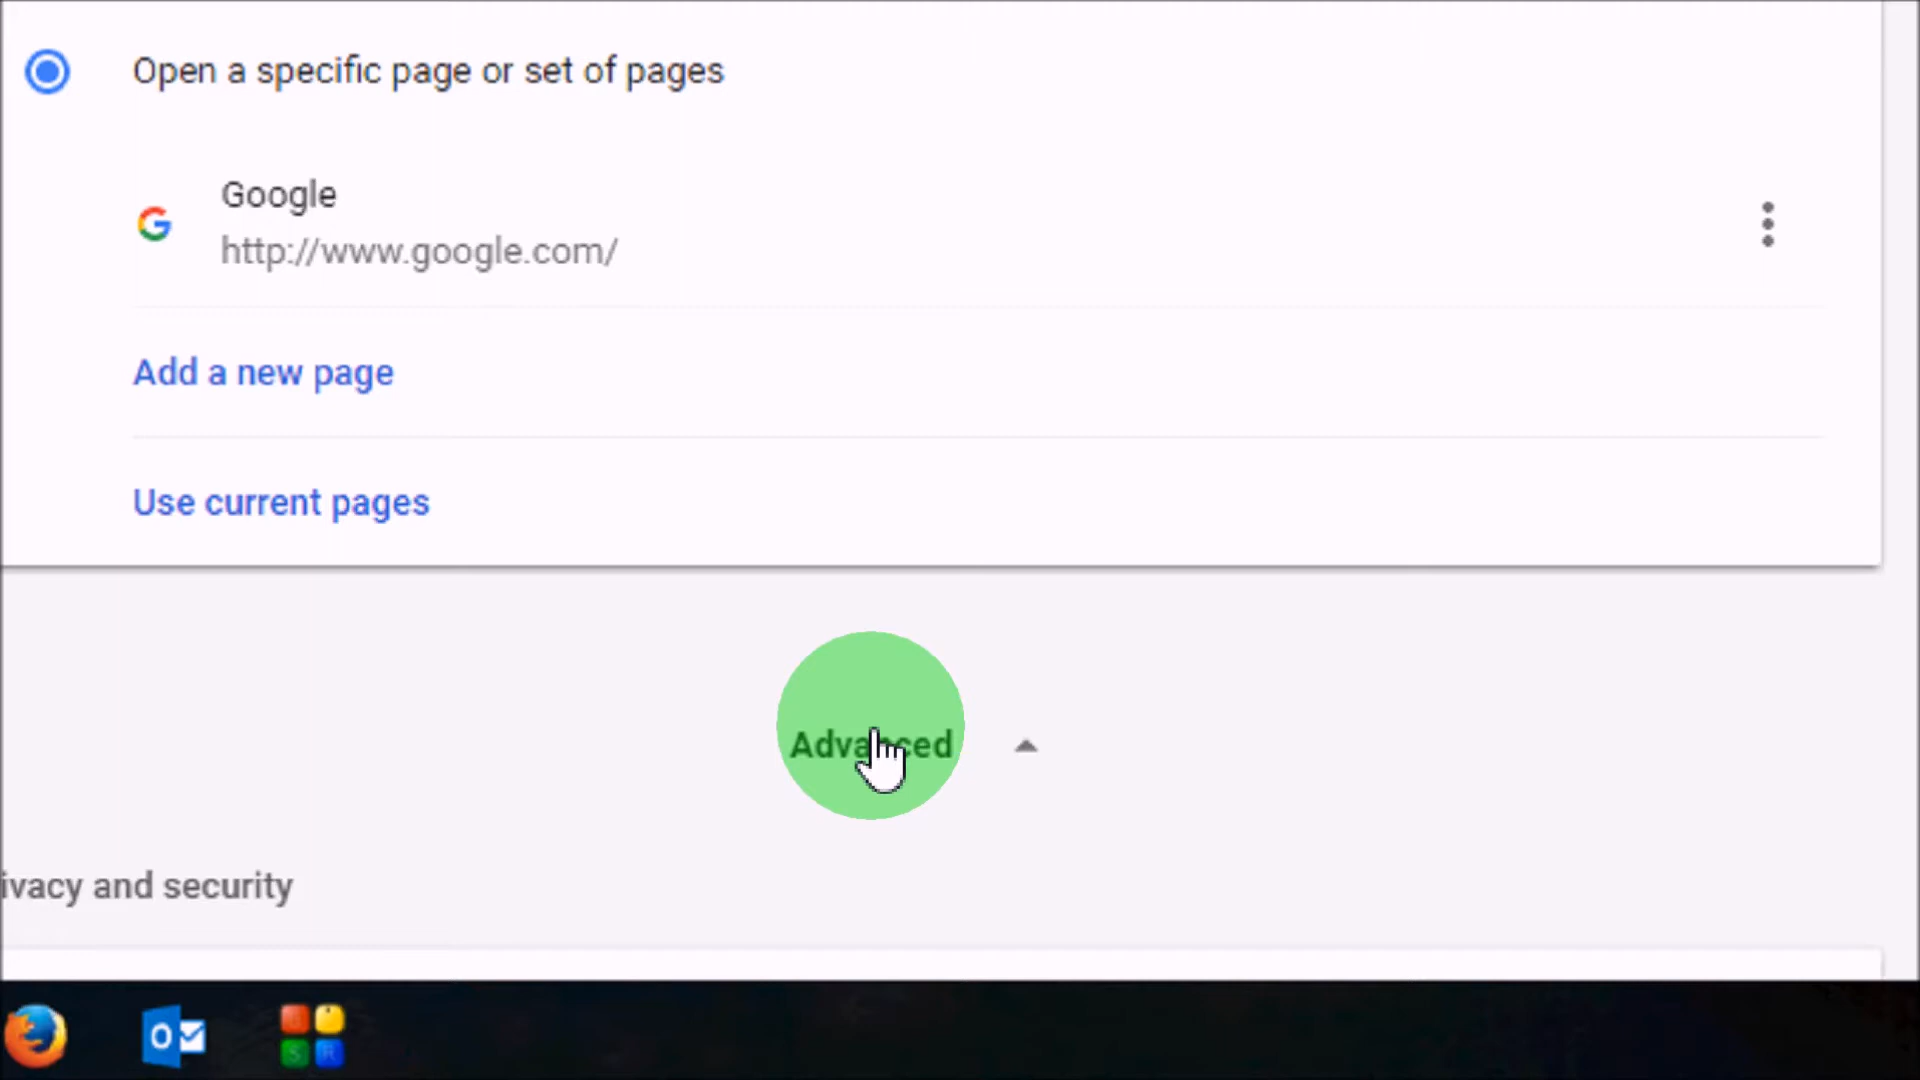 Open a specific page or set of pages
Google
http://www.google.com/
Add a new page
Use current pages
Advanced
ivacy and security